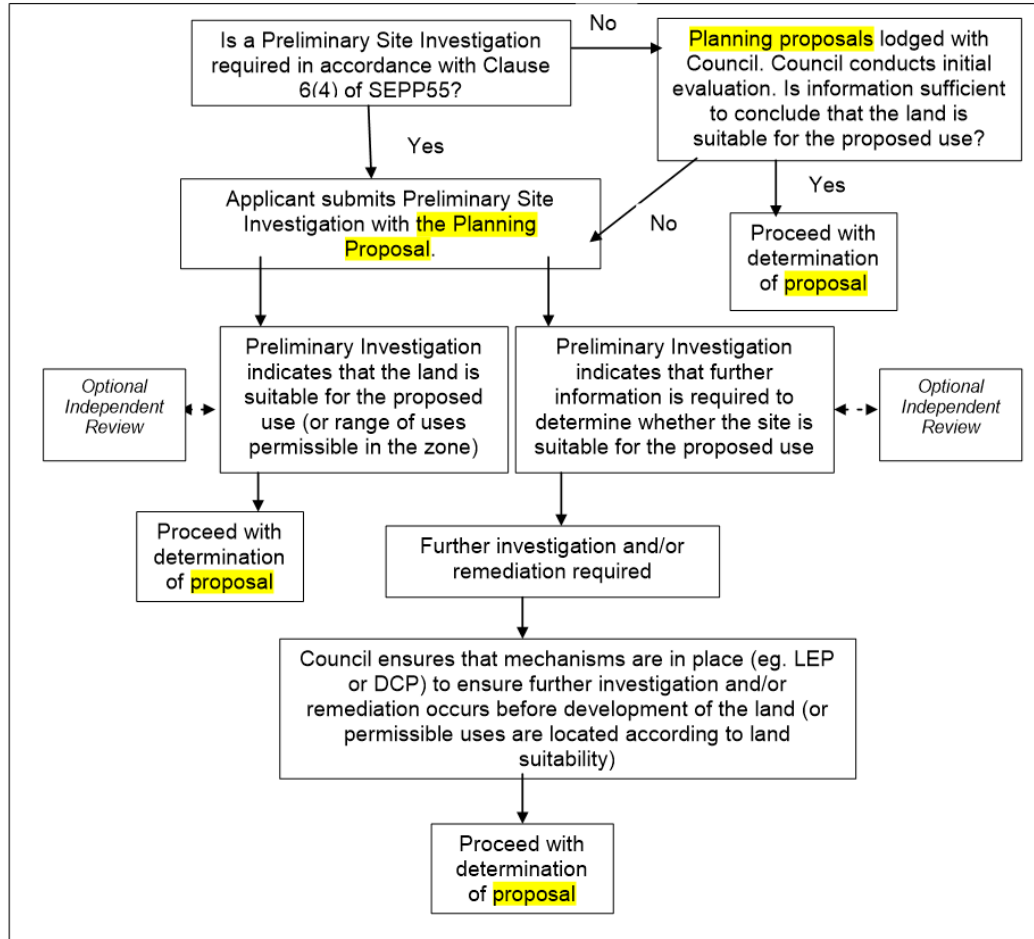 Is a Preliminary Site Investigation
required in accordance with Clause
6(4) of SEPP55?
No
Planning proposals lodged with
Council. Council conducts initial
evaluation. Is information sufficient
to conclude that the land is
suitable for the proposed use?
Yes
Applicant submits Preliminary Site
Investigation with the Planning
Proposal.
No
Yes
Proceed with
determination
of proposal
Optional
Independent
Review
Preliminary Investigation
indicates that the land is
suitable for the proposed
use (or range of uses
permissible in the zone)
Preliminary Investigation
indicates that further
information is required to
determine whether the site is
suitable for the proposed use
Optional
Independent
Review
Proceed with
determination
of proposal
Further investigation and/or
remediation required
Council ensures that mechanisms are in place (eg. LEP
or DCP) to ensure further investigation and/or
remediation occurs before development of the land (or
permissible uses are located according to land
suitability)
Proceed with
determination
of proposal